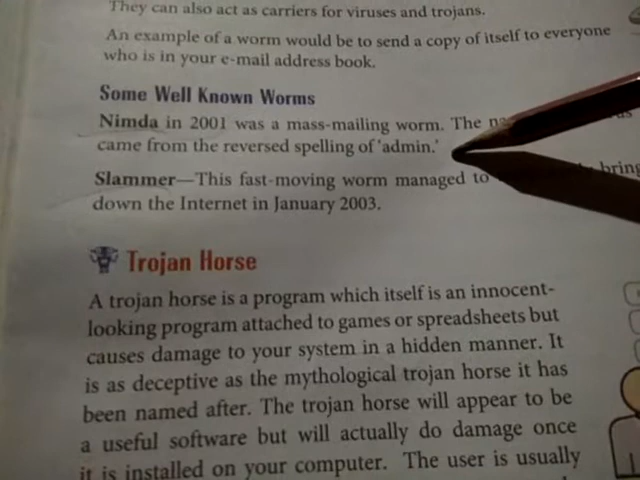 They can also act as carriers for viruses and trojans.
An example of a worm would be to send a copy of itself to everyone
who is in your e-mail address book.
Some Well Known Worms
Nimda in 2001 was a mass-mailing worm. The
came from the reversed spelling of 'admin.'
Slammer—This fast-moving worm managed to bring
down the Internet in January 2003.
Trojan Horse
A trojan horse is a program which itself is an innocent-
looking program attached to games or spreadsheets but
causes damage to your system in a hidden manner. It
is as deceptive as the mythological trojan horse it has
been named after. The trojan horse will appear to be
a useful software but will actually do damage once
it is installed on your computer. The user is usually